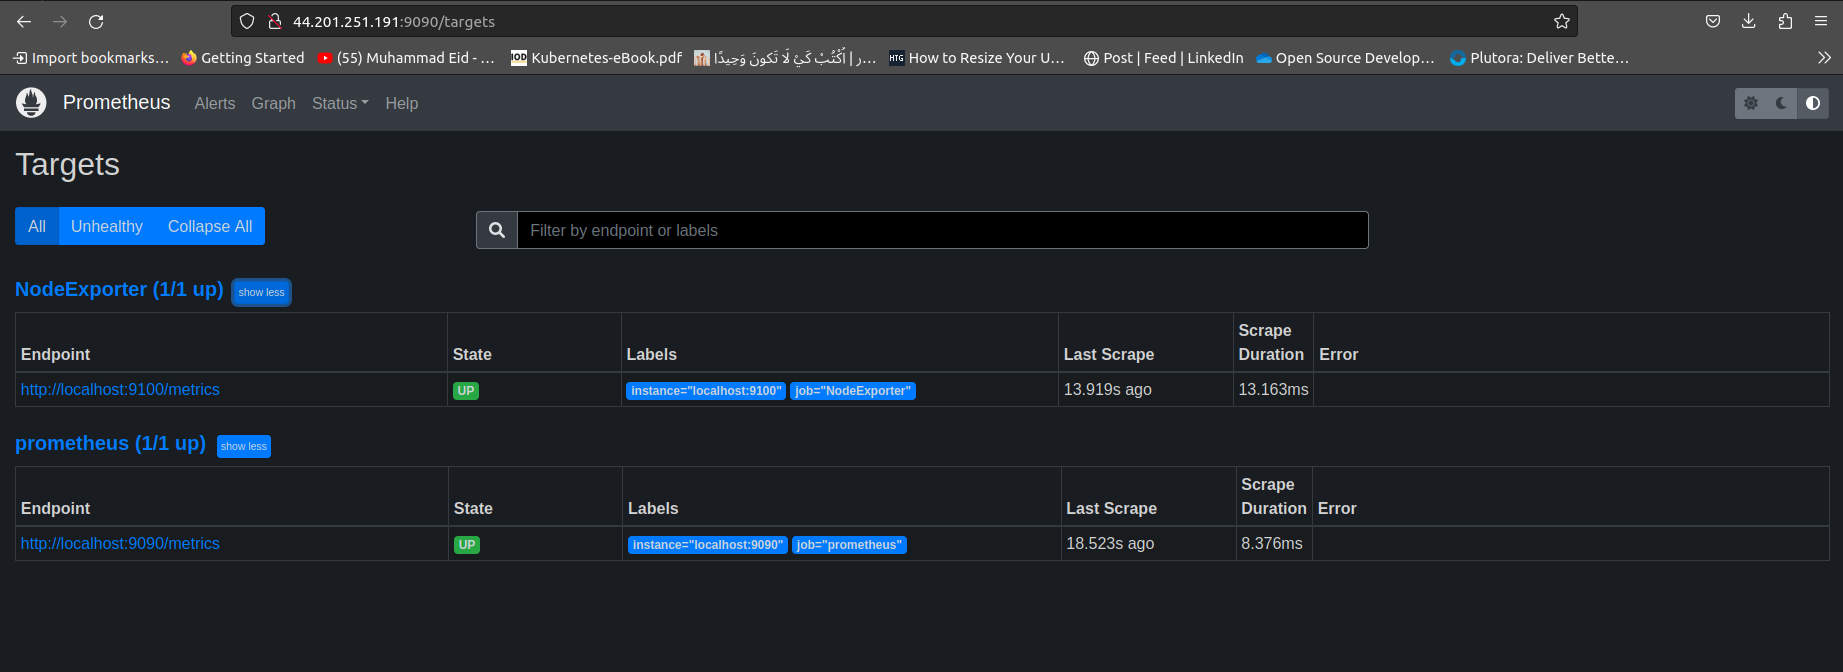 44.201.251.191:9090/targets
Import bookmarks... Getting Started (55) Muhammad Eid - ... Kubernetes-eBook.pdf ...ر | اُكْتُبْ كَيْ لَا تَكونَ وَحِيدًا HTG How to Resize Your U... Post | Feed | LinkedIn Open Source Develop... Plutora: Deliver Bette...
Prometheus Alerts Graph Status Help
Targets
All Unhealthy Collapse All Filter by endpoint or labels
NodeExporter (1/1 up) show less
Endpoint State Labels Last Scrape Scrape Duration Error
http://localhost:9100/metrics UP instance="localhost:9100" job="NodeExporter" 13.919s ago 13.163ms
prometheus (1/1 up) show less
Endpoint State Labels Last Scrape Scrape Duration Error
http://localhost:9090/metrics UP instance="localhost:9090" job="prometheus" 18.523s ago 8.376ms